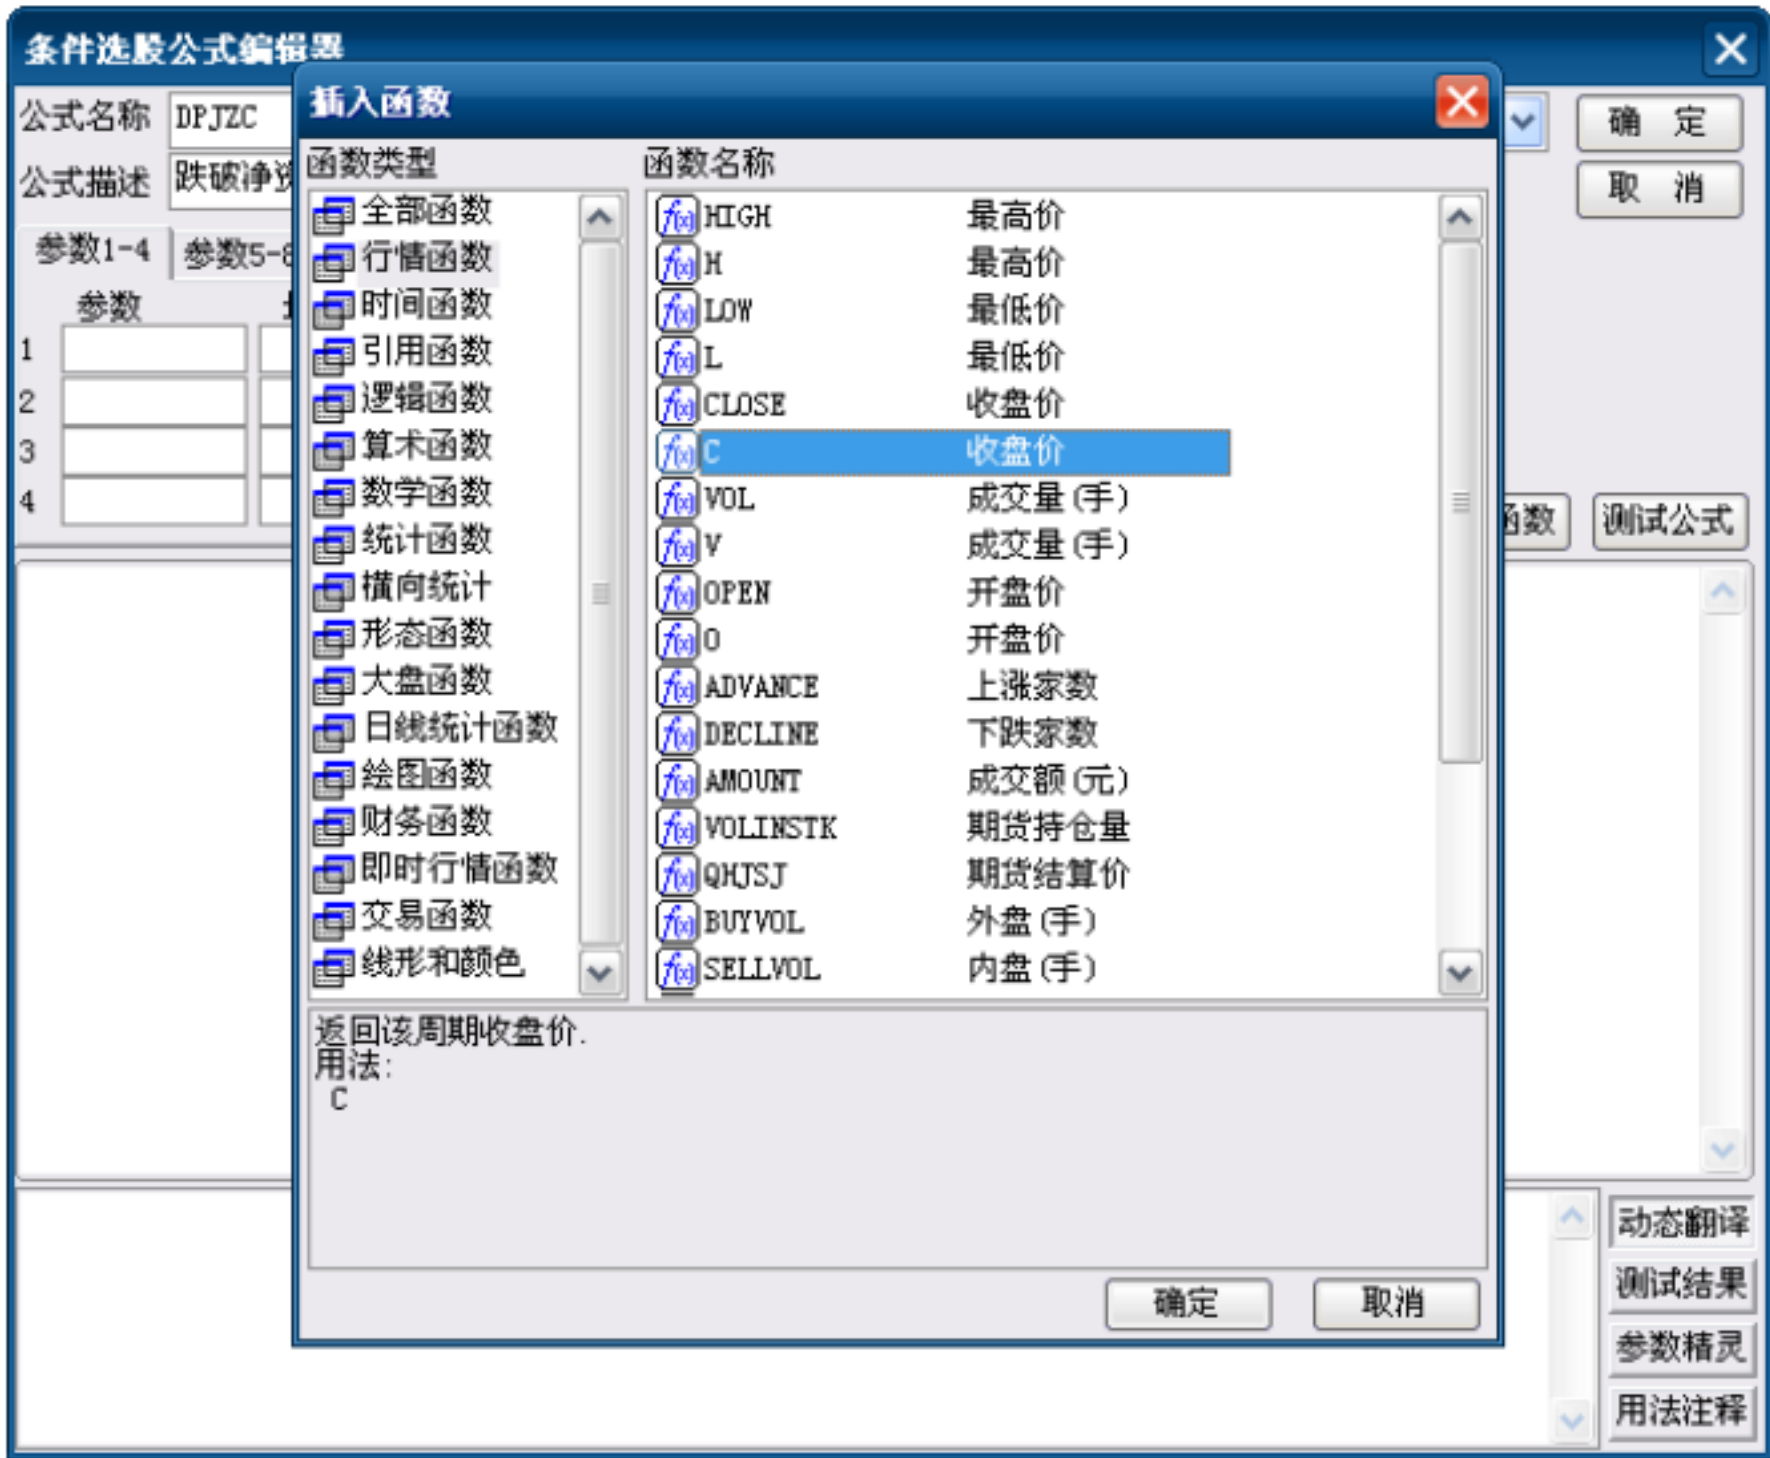 条件选股公式编辑器
公式名称 DPJZC
确 定
公式描述 跌破净资
取 消
参数1-4 参数5-8
参数
1
2
3
4
函数 测试公式
插入函数
函数类型 函数名称
全部函数
行情函数
时间函数
引用函数
逻辑函数
算术函数
数学函数
统计函数
横向统计
形态函数
大盘函数
日线统计函数
绘图函数
财务函数
即时行情函数
交易函数
线形和颜色
HIGH 最高价
H 最高价
LOW 最低价
L 最低价
CLOSE 收盘价
C 收盘价
VOL 成交量(手)
V 成交量(手)
OPEN 开盘价
O 开盘价
ADVANCE 上涨家数
DECLINE 下跌家数
AMOUNT 成交额(元)
VOLINSTK 期货持仓量
QHJSJ 期货结算价
BUYVOL 外盘(手)
SELLVOL 内盘(手)
返回该周期收盘价.
用法:
C
确定 取消
动态翻译
测试结果
参数精灵
用法注释